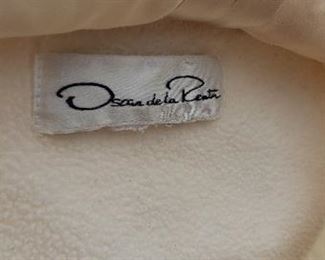 Oscar de la Renta